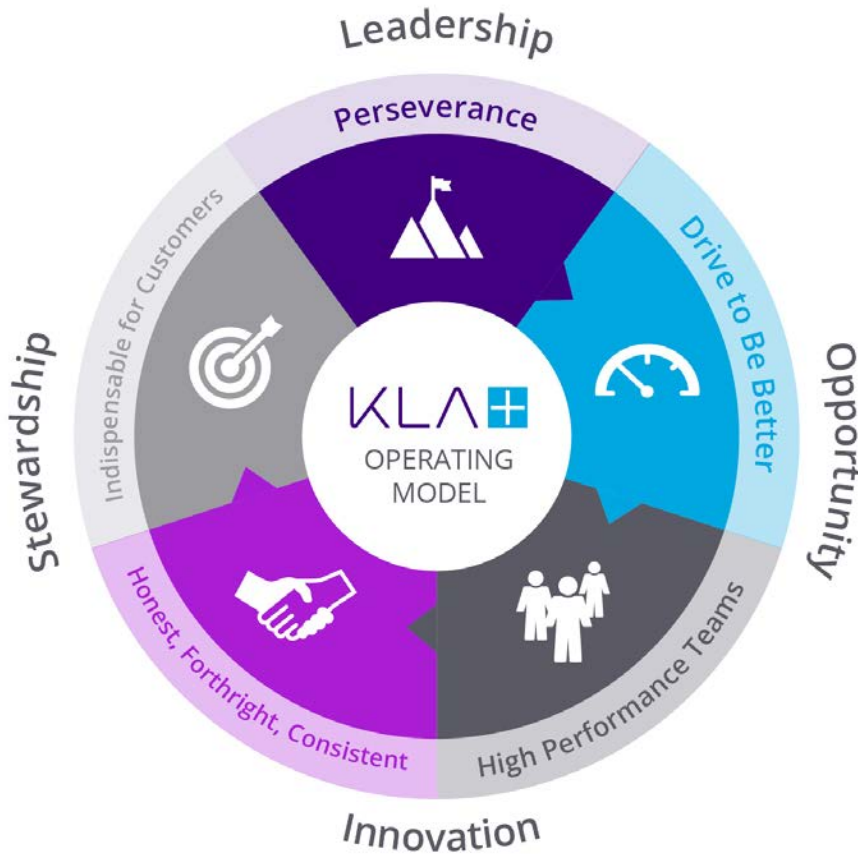 Leadership
Perseverance
Drive to Be Better
Opportunity
High Performance Teams
Innovation
Honest, Forthright, Consistent
Stewardship
Indispensable for Customers
KLA+
OPERATING
MODEL